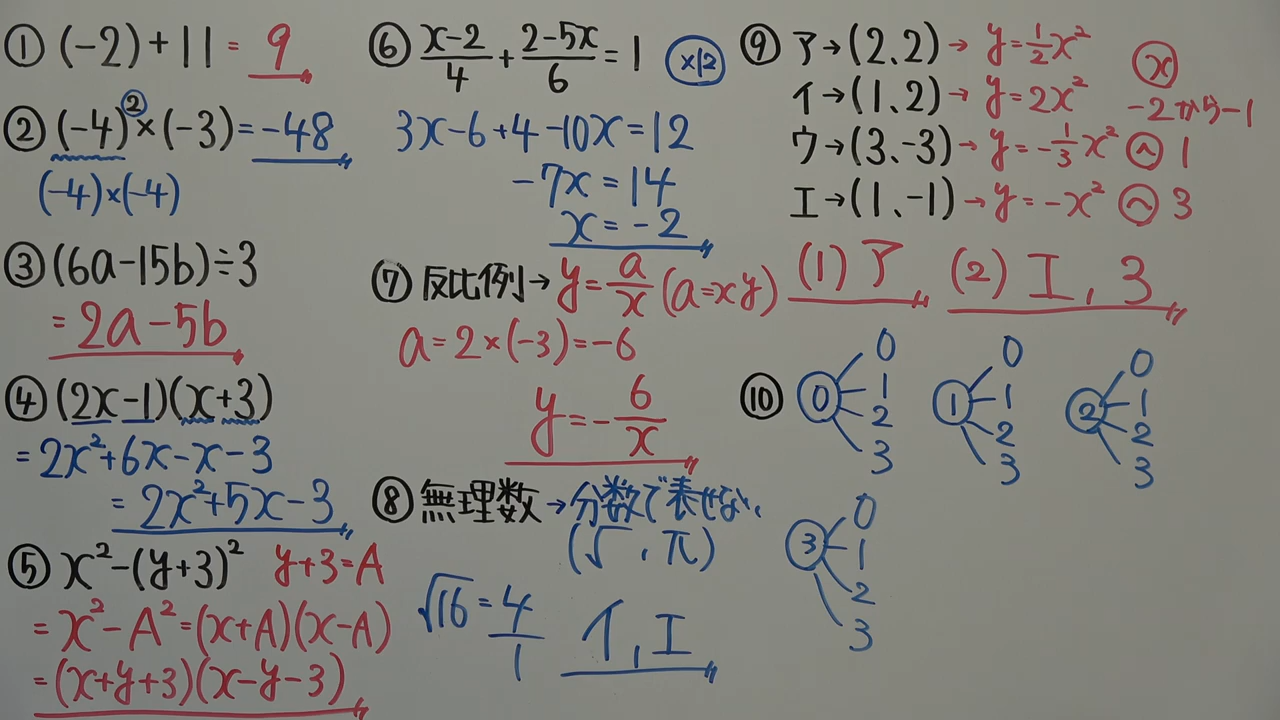 ① (-2)+11=9
② (-4)²×(-3)=-48
(-4)×(-4)
③ (6a-15b)÷3
=2a-5b
④ (2x-1)(x+3)
=2x²+6x-x-3
=2x²+5x-3
⑤ x²-(y+3)² y+3=A
=x²-A²=(x+A)(x-A)
=(x+y+3)(x-y-3)
⑥ (x-2)/4+(2-5x)/6=1 ×12
3x-6+4-10x=12
-7x=14
x=-2
⑦ 反比例→y=a/x(a=xy)
a=2×(-3)=-6
y=-6/x
⑧ 無理数→分数で表せない
(√、π)
√16=4/1 イ,エ
⑨ ア→(2、2)→y=1/2x²
イ→(1、2)→y=2x²
ウ→(3、-3)→y=-1/3x²
エ→(1、-1)→y=-x²
x
-2から-1
〜1
〜3
(1)ア (2)エ,3
⑩
0 0
1
2
3
1 0
1
2
3
2 0
1
2
3
3 0
1
2
3